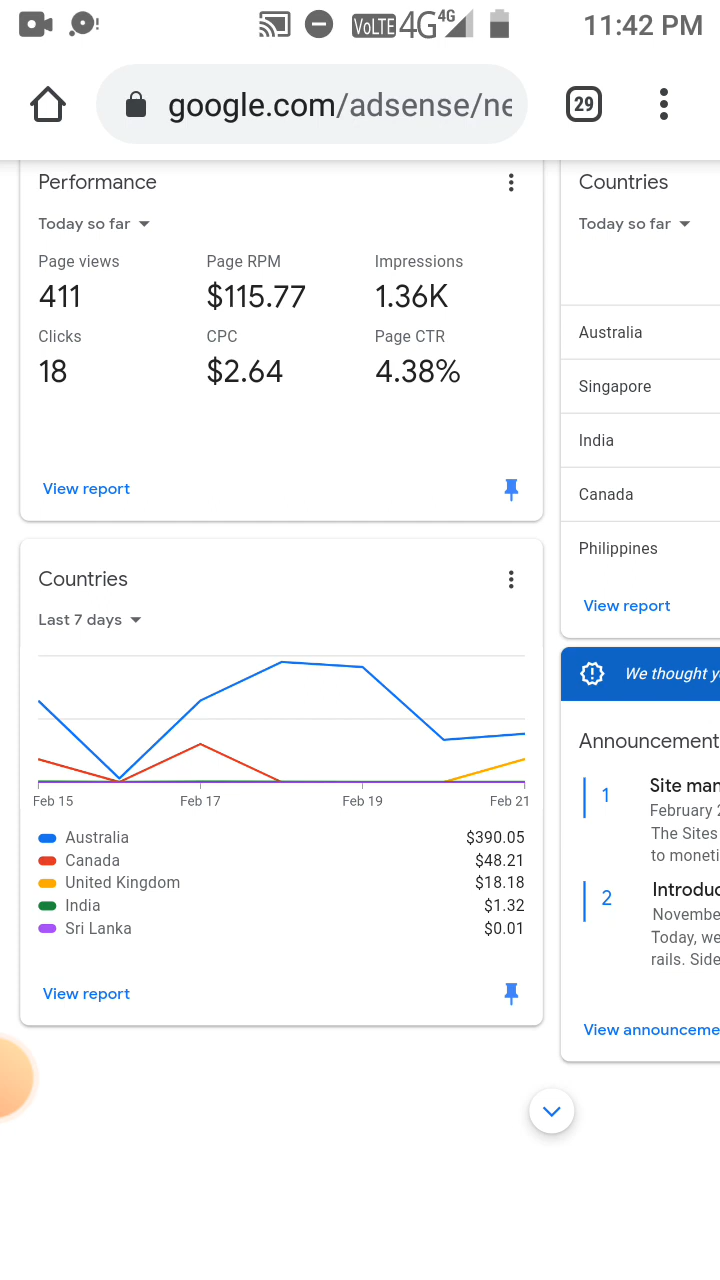 VoLTE 4G 4G 11:42 PM
google.com/adsense/ne
29
Performance
Today so far
Page views Page RPM Impressions
411 $115.77 1.36K
Clicks CPC Page CTR
18 $2.64 4.38%
View report
Countries
Last 7 days
Feb 15 Feb 17 Feb 19 Feb 21
Australia $390.05
Canada $48.21
United Kingdom $18.18
India $1.32
Sri Lanka $0.01
View report
Countries
Today so far
Australia
Singapore
India
Canada
Philippines
View report
We thought y
Announcement
1 Site man
February 2
The Sites
to moneti
2 Introduc
Novembe
Today, we
rails. Side
View announceme